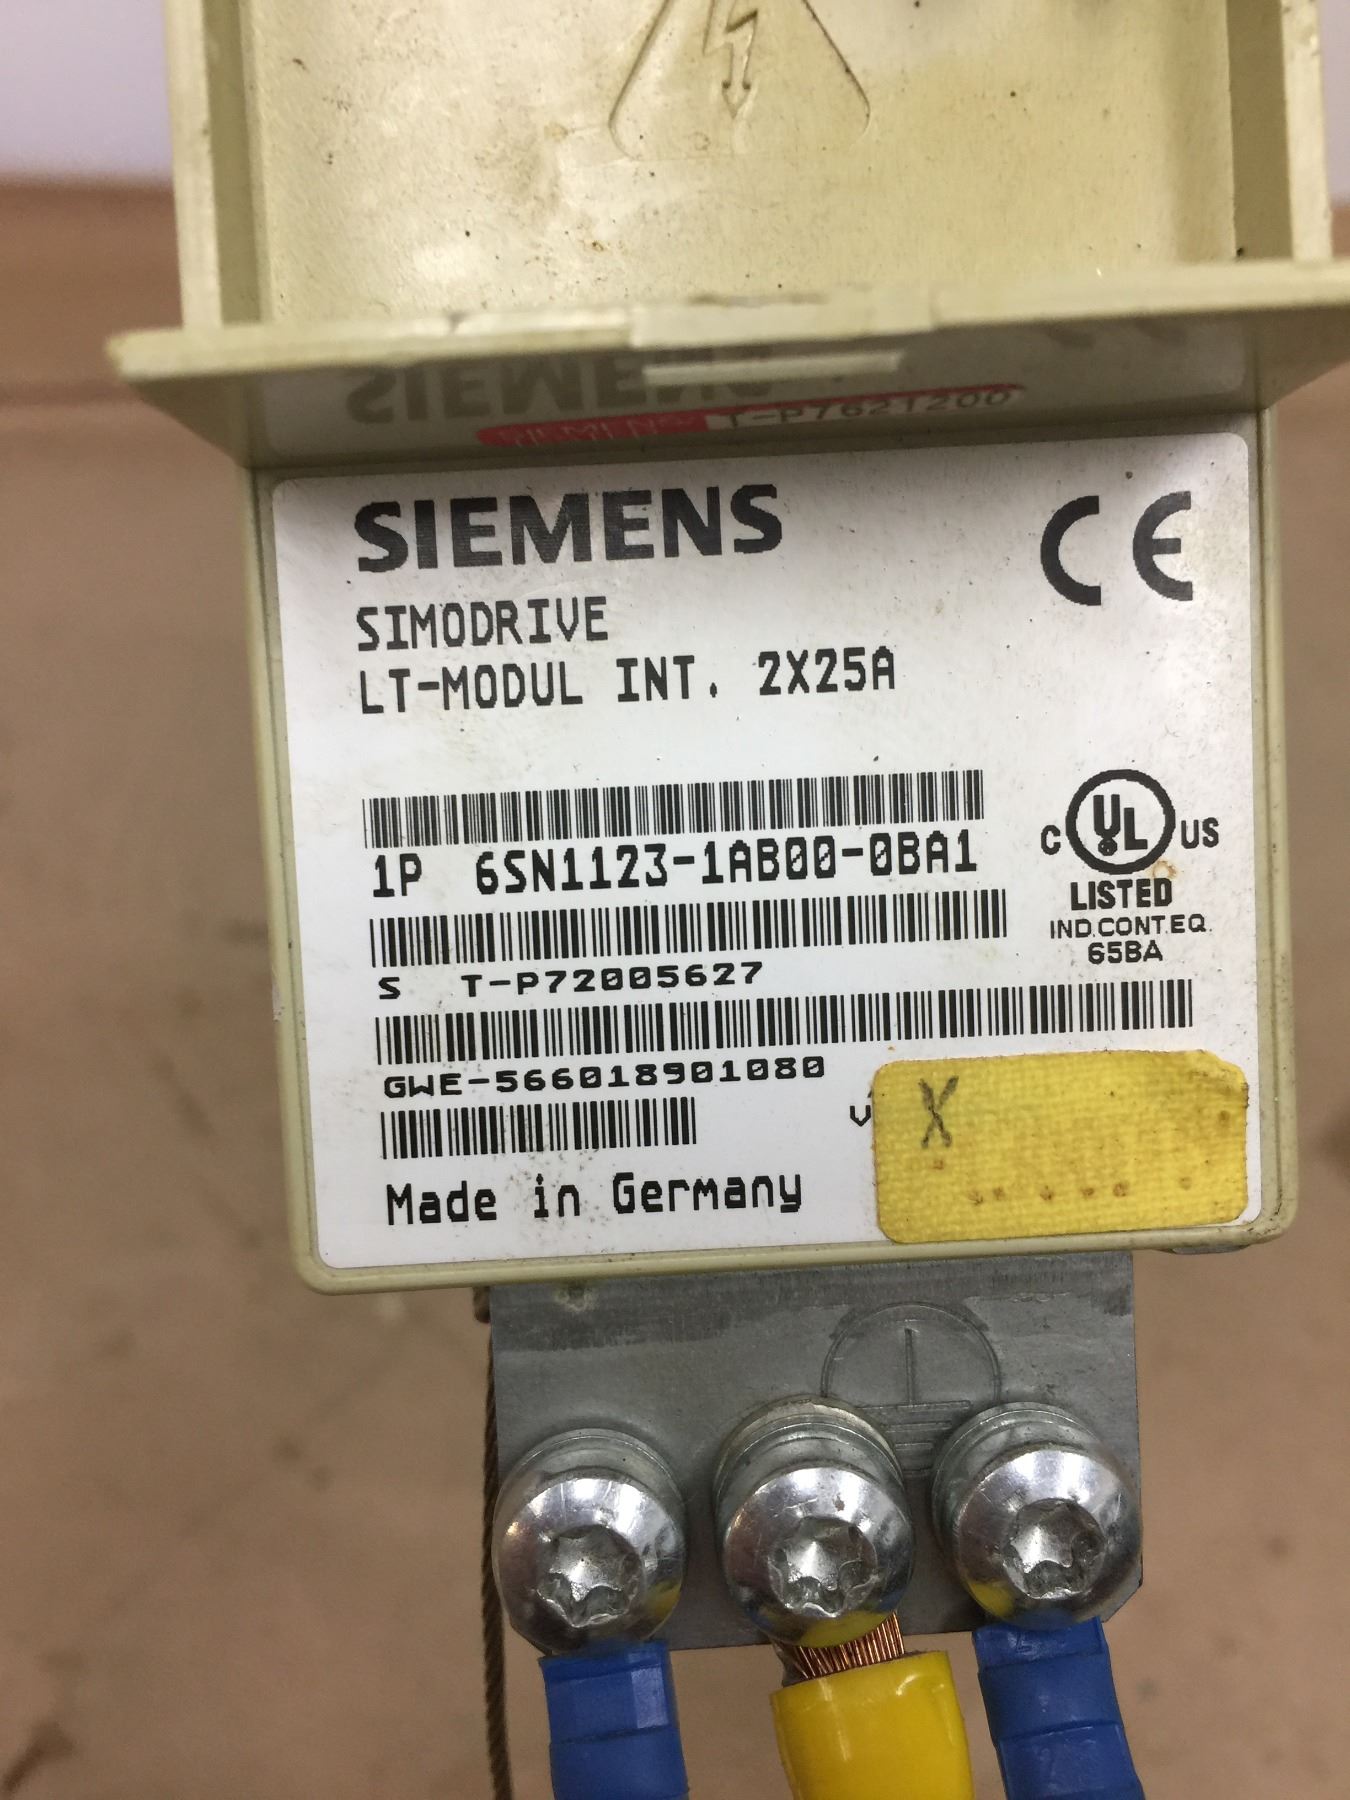 SIEMENS T-P7621200
SIEMENS
CE
SIMODRIVE
LT-MODUL INT. 2X25A
1P 6SN1123-1AB00-0BA1
C UL US
LISTED
IND.CONT.EQ.
65BA
S T-P72005627
GWE-566018901080
V
X
Made in Germany